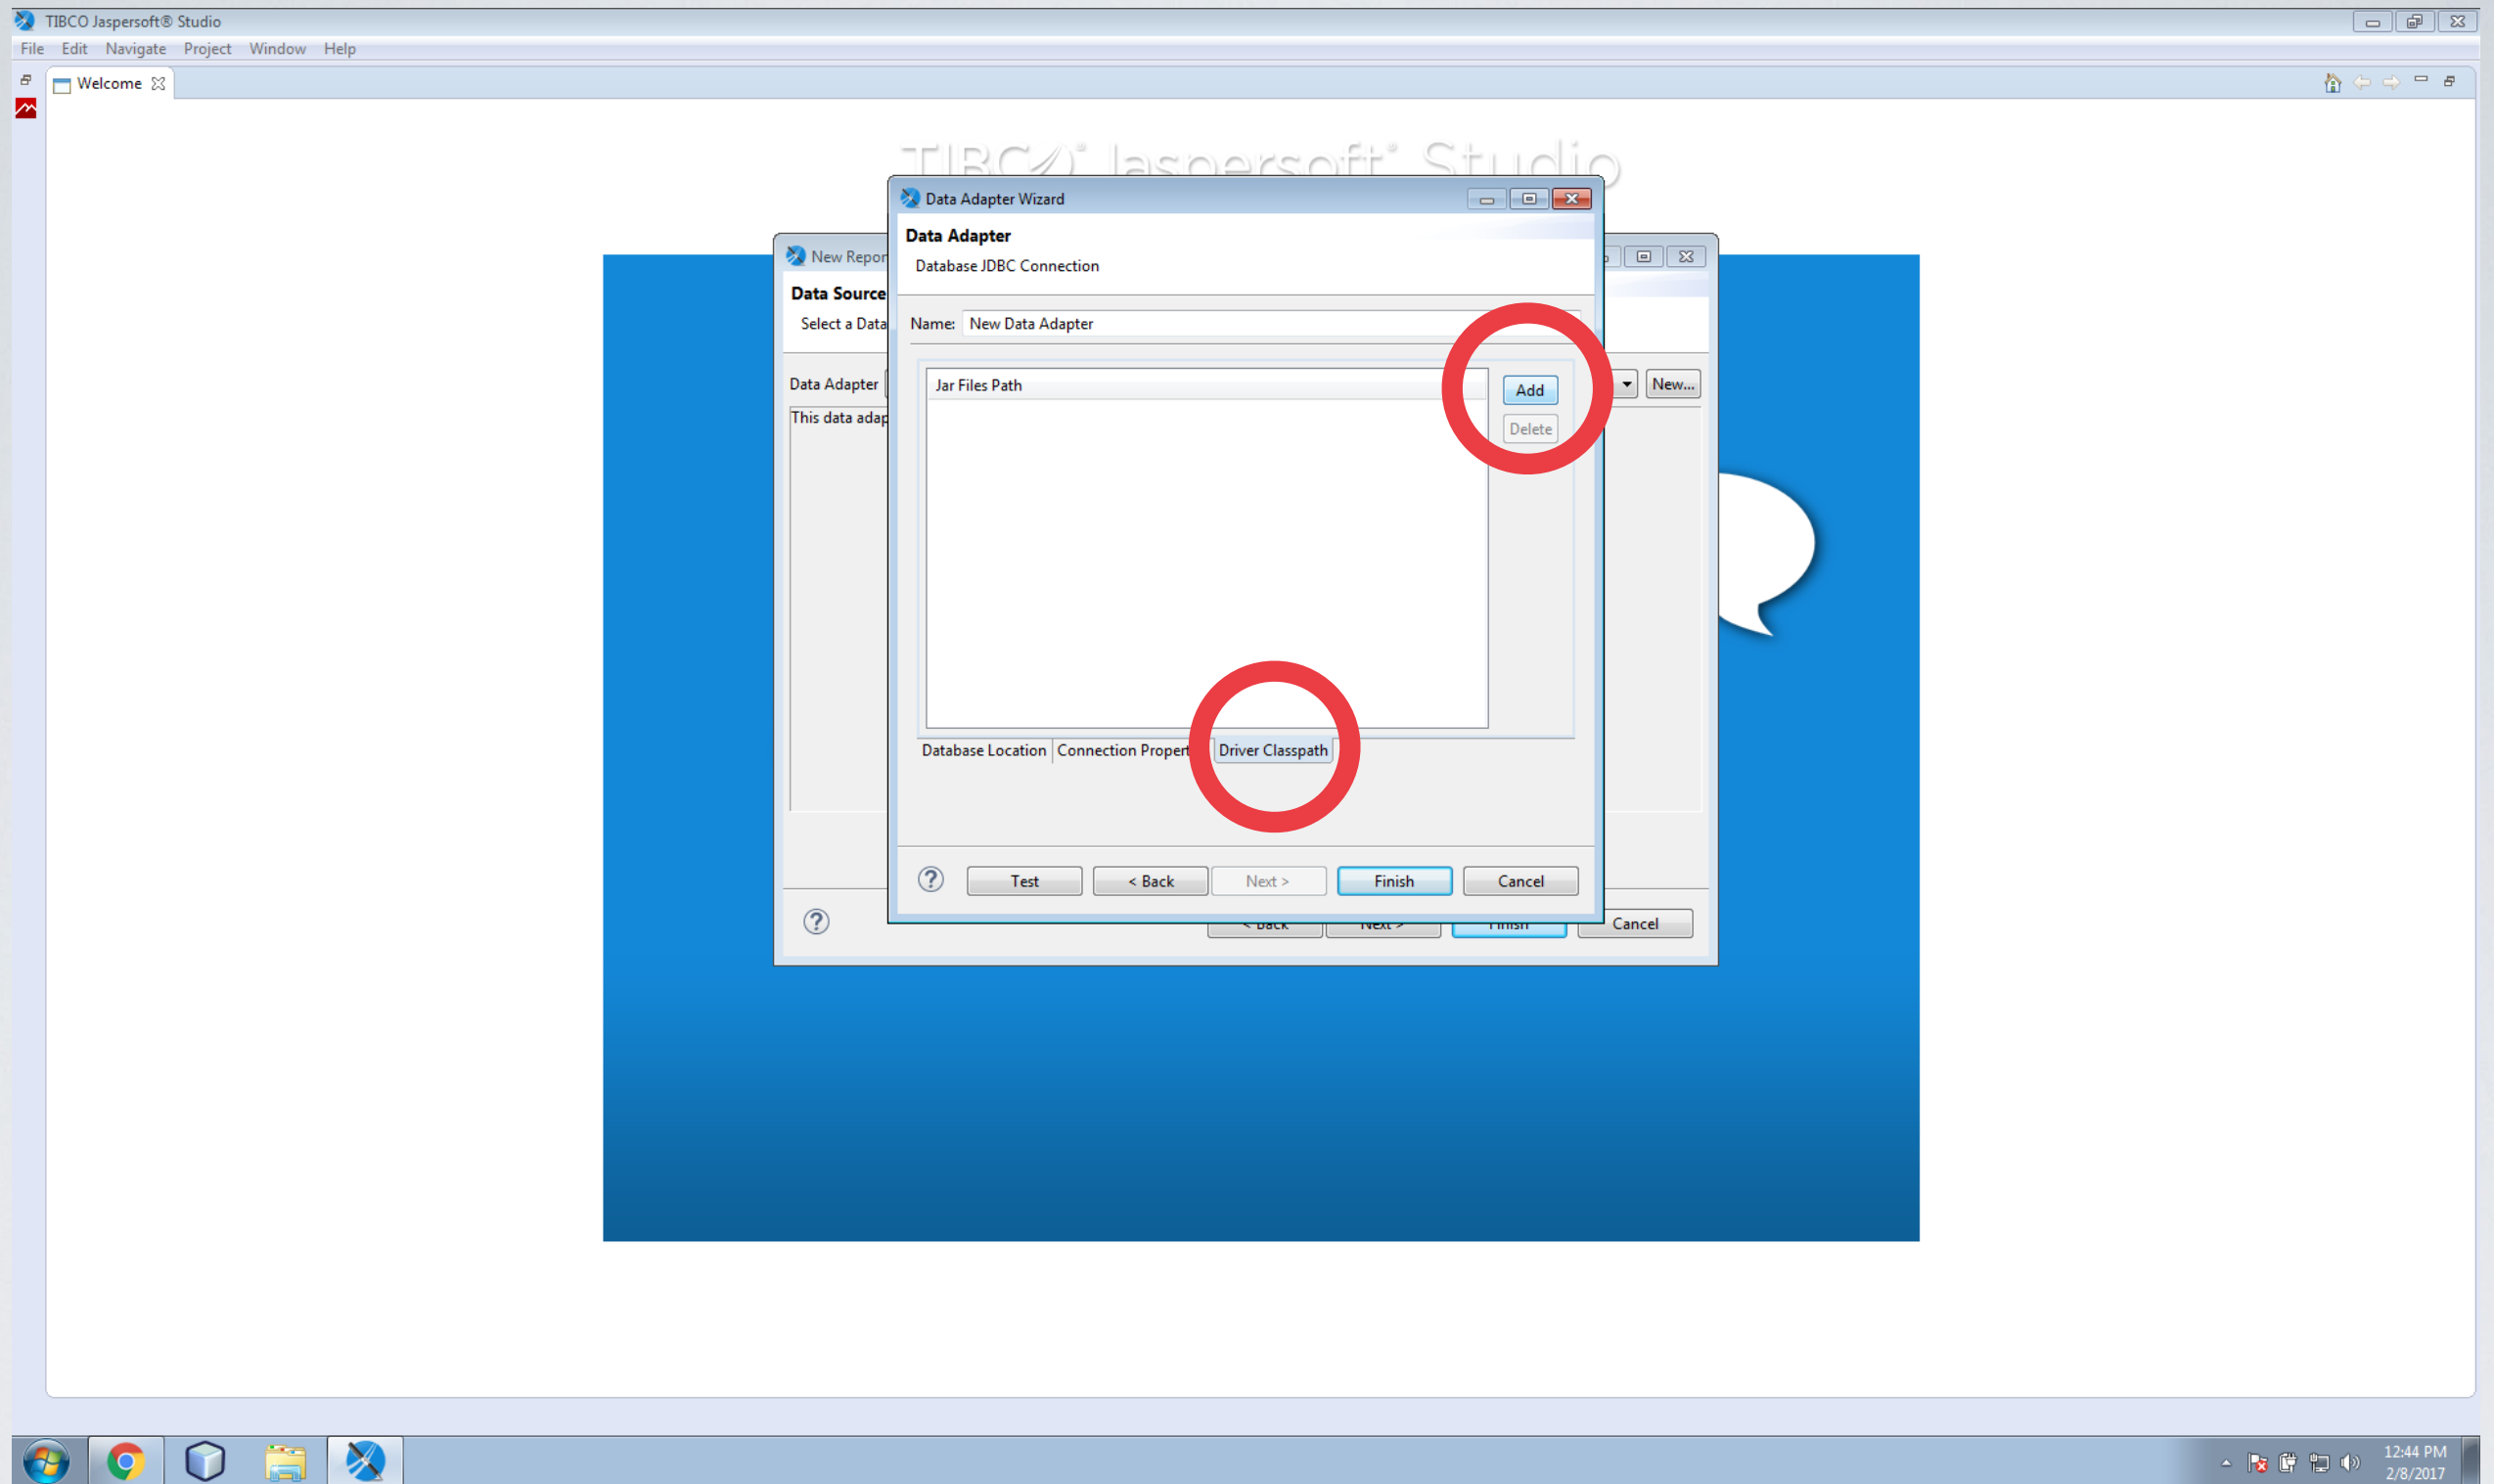 TIBCO Jaspersoft® Studio
File Edit Navigate Project Window Help
Welcome
TIBCO® Jaspersoft® Studio
Data Adapter Wizard
Data Adapter
Database JDBC Connection
New Repor
Data Source
Select a Data
Name: New Data Adapter
Data Adapter
New...
This data adap
Jar Files Path
Add
Delete
Database Location Connection Propert Driver Classpath
? Test < Back Next > Finish Cancel
? < Back Next > Finish Cancel
12:44 PM
2/8/2017